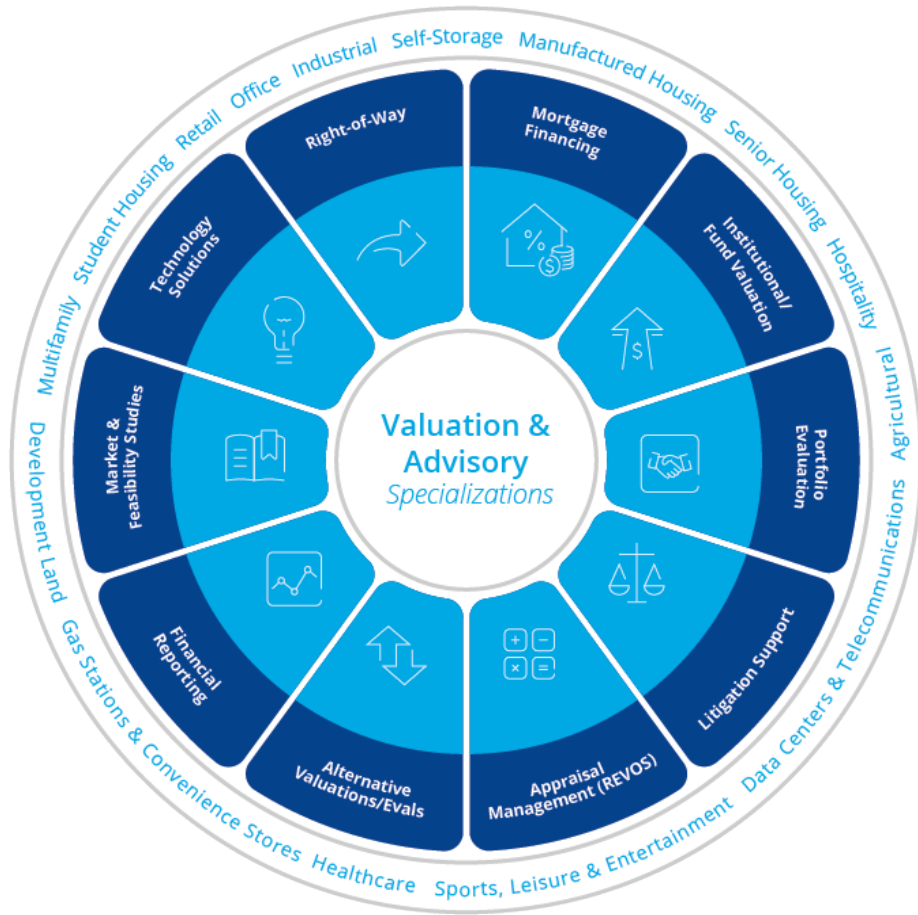 Valuation &
Advisory
Specializations
Mortgage
Financing
Institutional/
Fund Valuation
Portfolio
Evaluation
Litigation Support
Appraisal
Management (REVOS)
Alternative
Valuations/Evals
Financial
Reporting
Market &
Feasibility Studies
Technology
Solutions
Right-of-Way
%
$
$
+ −
× =
Multifamily
Student Housing
Retail
Office
Industrial
Self-Storage
Manufactured Housing
Senior Housing
Hospitality
Agricultural
Data Centers & Telecommunications
Sports, Leisure & Entertainment
Healthcare
Gas Stations & Convenience Stores
Development Land